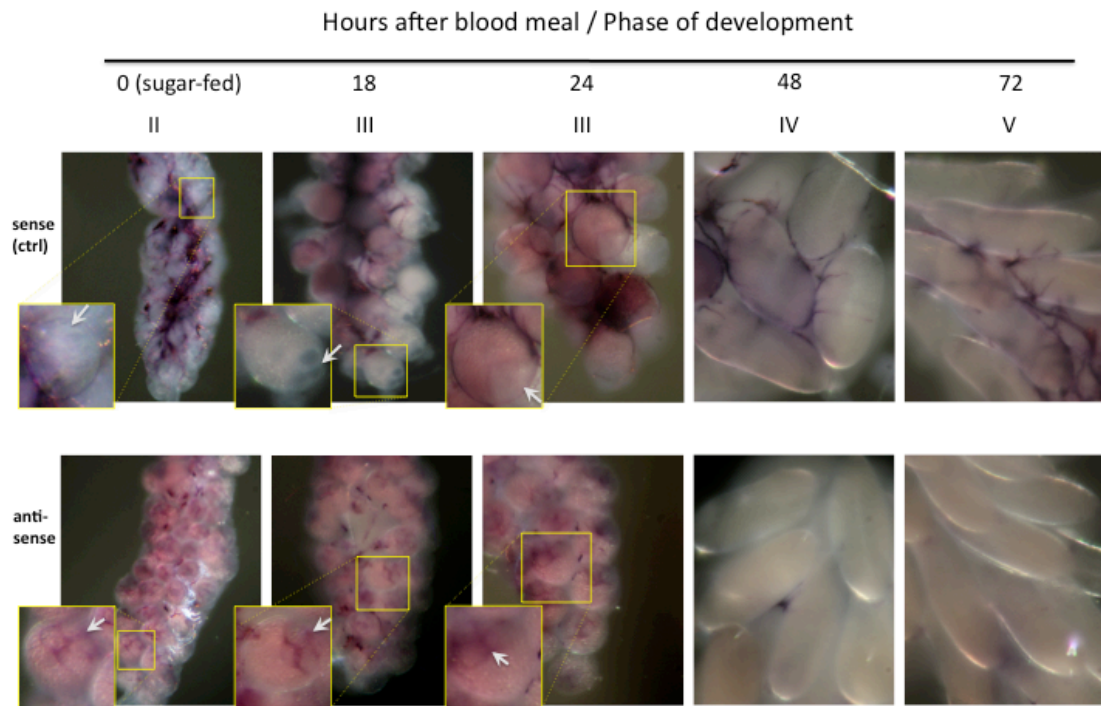 Hours after blood meal / Phase of development
0 (sugar-fed) 18 24 48 72
II III III IV V
sense
(ctrl)
anti-
sense